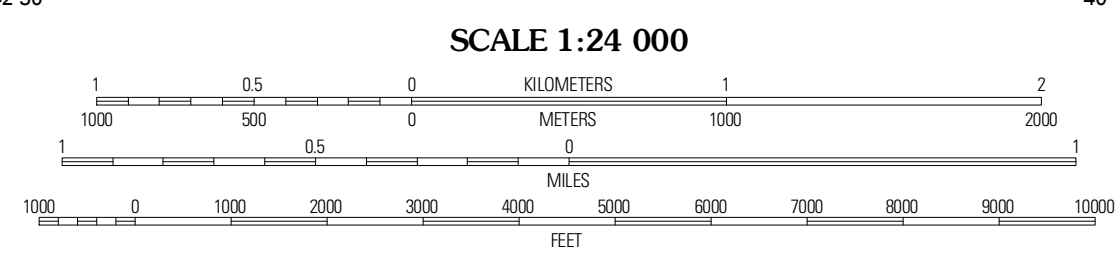 SCALE 1:24 000
1 0.5 0 KILOMETERS 1 2
1000 500 0 METERS 1000 2000
1 0.5 0 1
MILES
1000 0 1000 2000 3000 4000 5000 6000 7000 8000 9000 10000
FEET